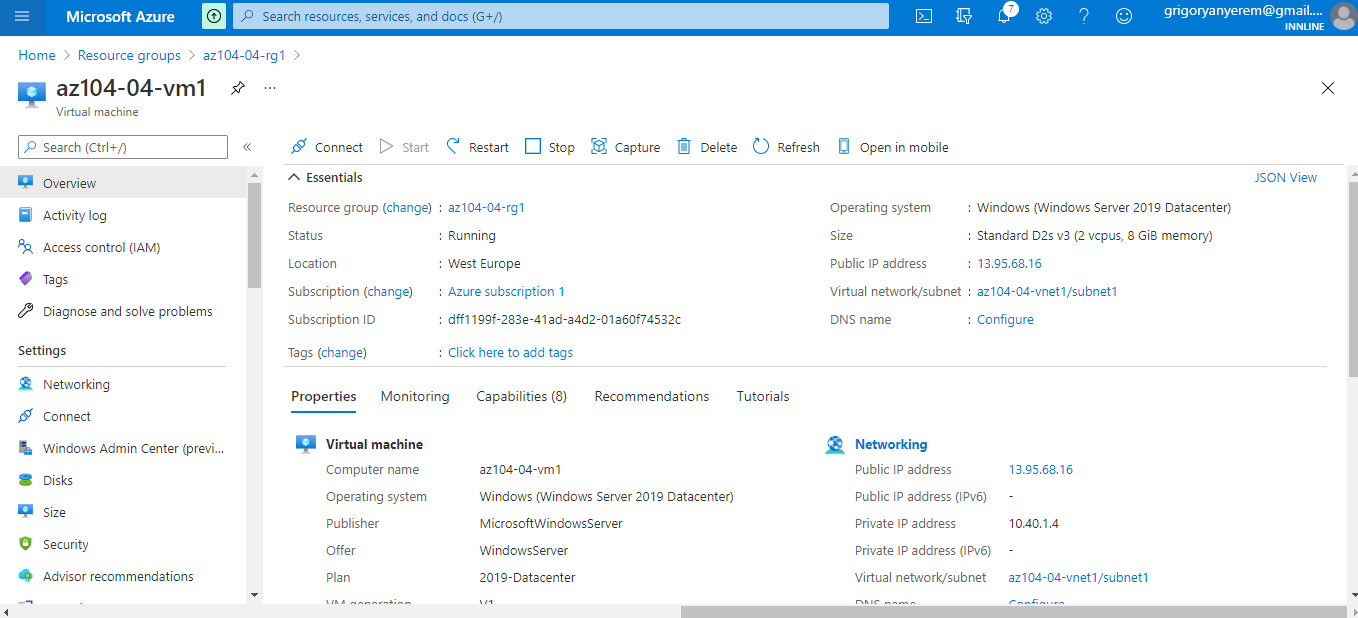 Microsoft Azure
Search resources, services, and docs (G+/)
7
grigoryanyerem@gmail....
INNLINE
Home > Resource groups > az104-04-rg1 >
az104-04-vm1
...
Virtual machine
Search (Ctrl+/)
«
Connect Start Restart Stop Capture Delete Refresh Open in mobile
Overview
Activity log
Access control (IAM)
Tags
Diagnose and solve problems
Settings
Networking
Connect
Windows Admin Center (previ...
Disks
Size
Security
Advisor recommendations
Essentials
JSON View
Resource group (change) : az104-04-rg1
Status : Running
Location : West Europe
Subscription (change) : Azure subscription 1
Subscription ID : dff1199f-283e-41ad-a4d2-01a60f74532c
Tags (change) : Click here to add tags
Operating system : Windows (Windows Server 2019 Datacenter)
Size : Standard D2s v3 (2 vcpus, 8 GiB memory)
Public IP address : 13.95.68.16
Virtual network/subnet : az104-04-vnet1/subnet1
DNS name : Configure
Properties Monitoring Capabilities (8) Recommendations Tutorials
Virtual machine
Computer name az104-04-vm1
Operating system Windows (Windows Server 2019 Datacenter)
Publisher MicrosoftWindowsServer
Offer WindowsServer
Plan 2019-Datacenter
VM generation V1
Networking
Public IP address 13.95.68.16
Public IP address (IPv6) -
Private IP address 10.40.1.4
Private IP address (IPv6) -
Virtual network/subnet az104-04-vnet1/subnet1
DNS name Configure